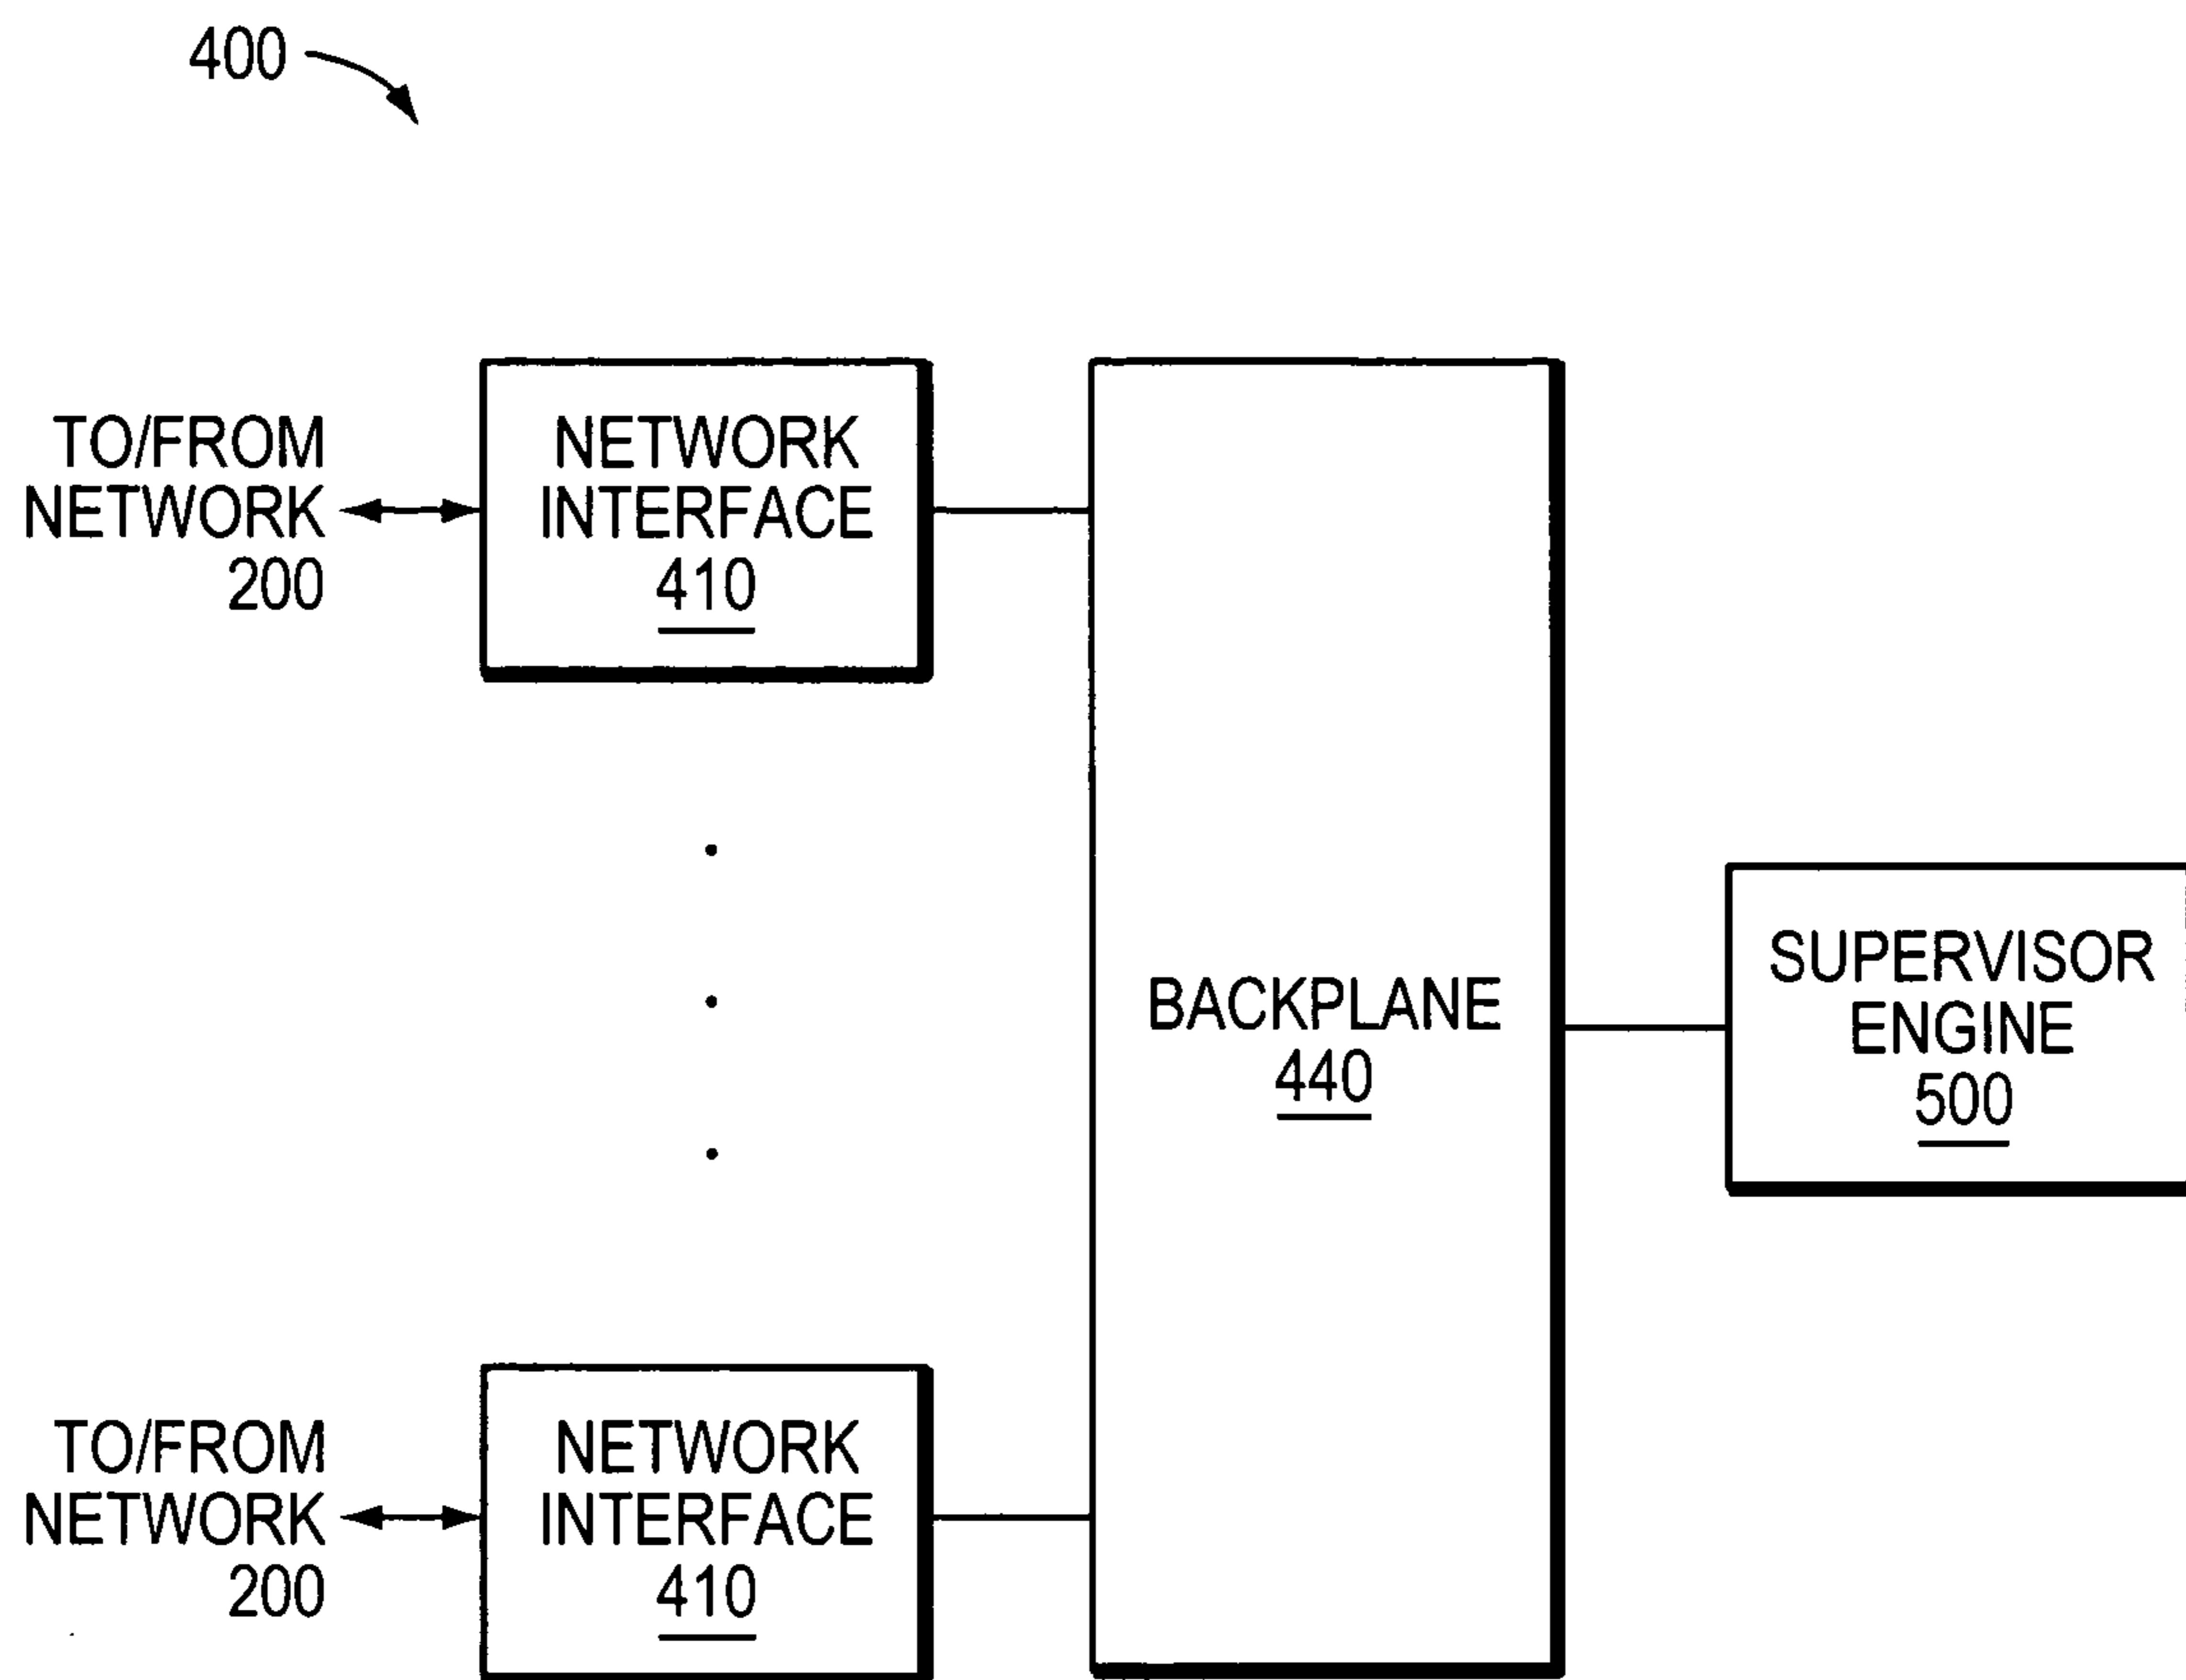 400
TO/FROM
NETWORK
200
NETWORK
INTERFACE
410
BACKPLANE
440
SUPERVISOR
ENGINE
500
TO/FROM
NETWORK
200
NETWORK
INTERFACE
410